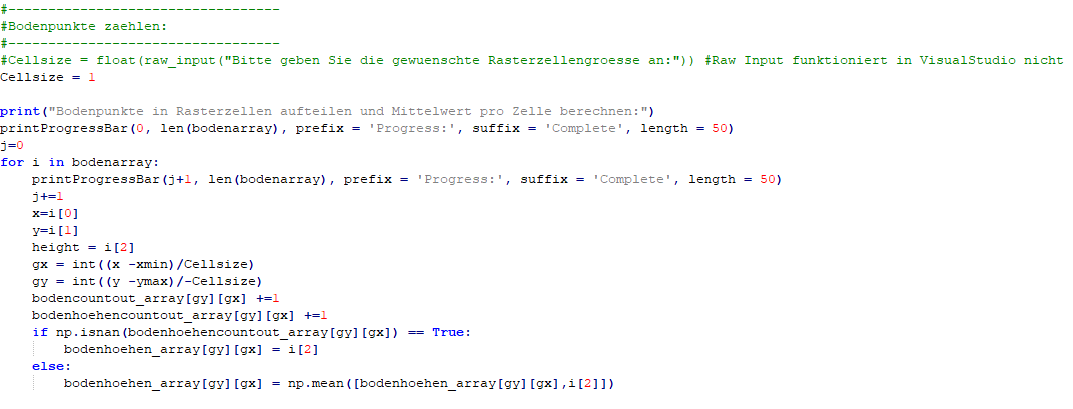 #----------------------------------
#Bodenpunkte zaehlen:
#----------------------------------
#Cellsize = float(raw_input("Bitte geben Sie die gewuenschte Rasterzellengroesse an:")) #Raw Input funktioniert in VisualStudio nicht
Cellsize = 1
print("Bodenpunkte in Rasterzellen aufteilen und Mittelwert pro Zelle berechnen:")
printProgressBar(0, len(bodenarray), prefix = 'Progress:', suffix = 'Complete', length = 50)
j=0
for i in bodenarray:
    printProgressBar(j+1, len(bodenarray), prefix = 'Progress:', suffix = 'Complete', length = 50)
    j+=1
    x=i[0]
    y=i[1]
    height = i[2]
    gx = int((x -xmin)/Cellsize)
    gy = int((y -ymax)/-Cellsize)
    bodencountout_array[gy][gx] +=1
    bodenhoehencountout_array[gy][gx] +=1
    if np.isnan(bodenhoehencountout_array[gy][gx]) == True:
        bodenhoehen_array[gy][gx] = i[2]
    else:
        bodenhoehen_array[gy][gx] = np.mean([bodenhoehen_array[gy][gx],i[2]])